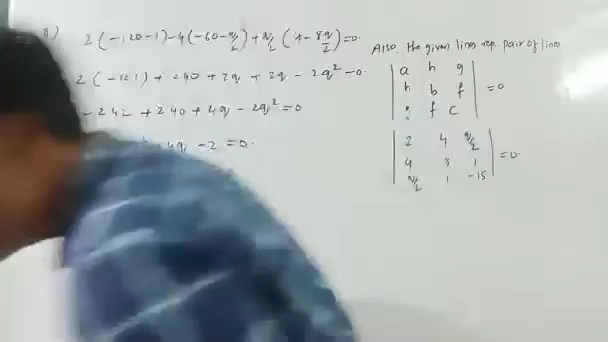 8) 2(-120-1)-4(-60-q/2)+q/2(4-8q/2)=0.
2(-121)+240+2q+2q-2q²=0.
-242+240+4q-2q²=0
4q-2=0.
Also, the given lines rep. pair of lines
| a h g |
| h b f | =0
| g f c |
| 2 4 q/2 |
| 4 8 1 | =0.
| q/2 1 -15 |